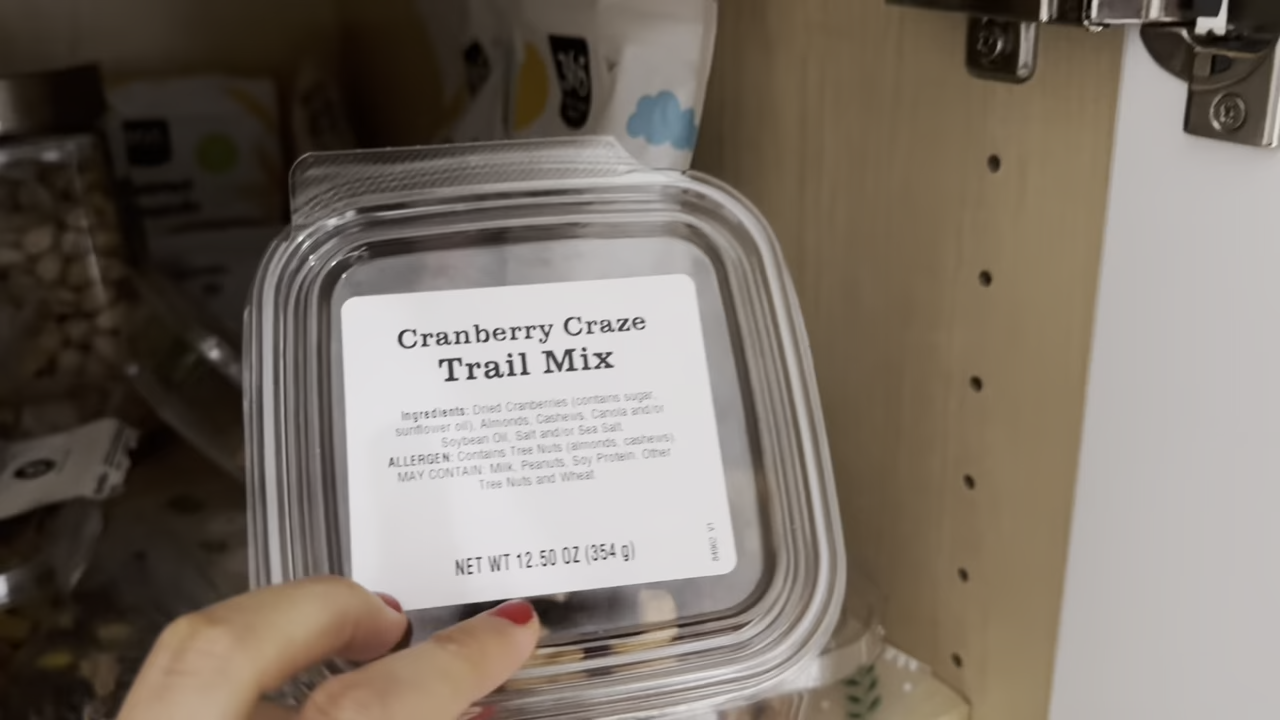 365
Cranberry Craze
Trail Mix
Ingredients: Dried Cranberries (contains sugar,
sunflower oil), Almonds, Cashews, Canola and/or
Soybean Oil, Salt and/or Sea Salt.
ALLERGEN: Contains Tree Nuts (almonds, cashews).
MAY CONTAIN: Milk, Peanuts, Soy Protein, Other
Tree Nuts and Wheat.
NET WT 12.50 OZ (354 g)